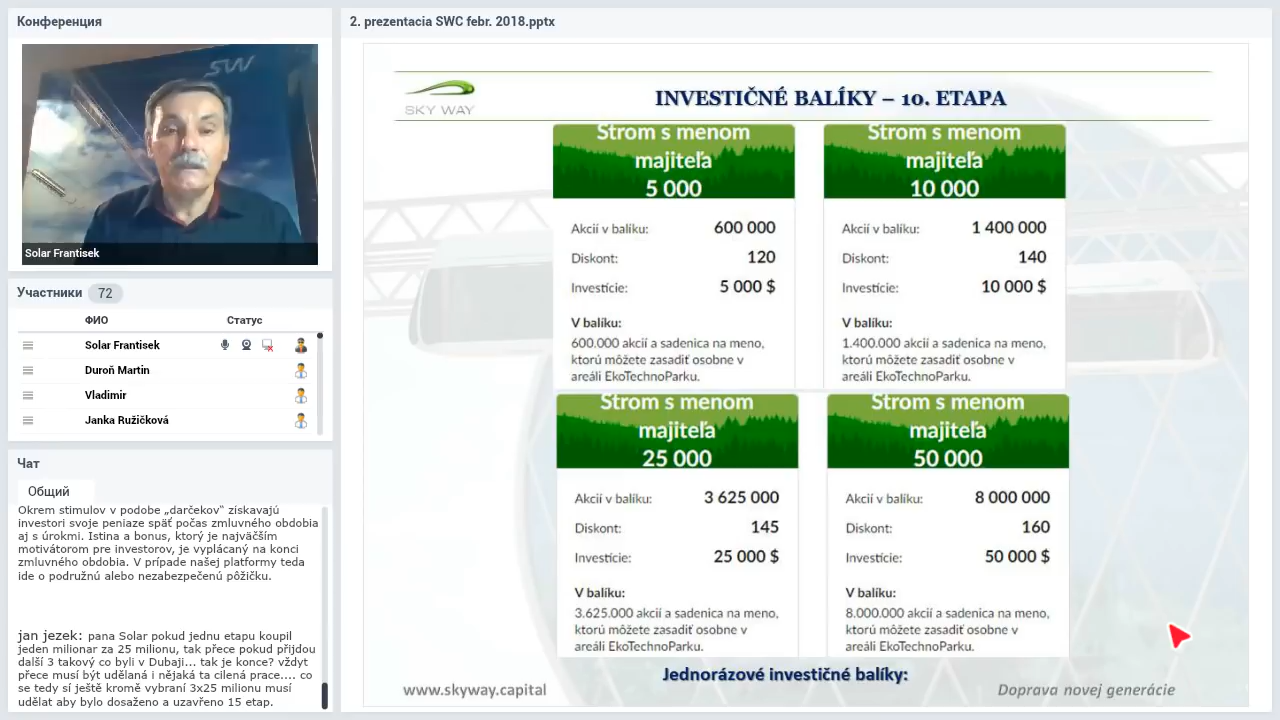 Конференция
SW
Solar Frantisek
Участники 72
ФИО Статус
Solar Frantisek
Duroň Martin
Vladimir
Janka Ružičková
Чат
Общий
Okrem stimulov v podobe „darčekov“ získavajú
investori svoje peniaze späť počas zmluvného obdobia
aj s úrokmi. Istina a bonus, ktorý je najväčším
motivátorom pre investorov, je vyplácaný na konci
zmluvného obdobia. V prípade našej platformy teda
ide o podružnú alebo nezabezpečenú pôžičku.
jan jezek: pana Solar pokud jednu etapu koupil
jeden milionar za 25 milionu, tak přece pokud přijdou
další 3 takový co byli v Dubaji... tak je konce? vždyt
přece musí být udělaná i nějaká ta cilená prace.... co
se tedy sí ještě kromě vybraní 3x25 milionu musí
udělat aby bylo dosaženo a uzavřeno 15 etap.
2. prezentacia SWC febr. 2018.pptx
SKY WAY
INVESTIČNÉ BALÍKY – 10. ETAPA
Strom s menom
majiteľa
5 000
Akcií v balíku: 600 000
Diskont: 120
Investície: 5 000 $
V balíku:
600.000 akcií a sadenica na meno,
ktorú môžete zasadiť osobne v
areáli EkoTechnoParku.
Strom s menom
majiteľa
10 000
Akcií v balíku: 1 400 000
Diskont: 140
Investície: 10 000 $
V balíku:
1.400.000 akcií a sadenica na meno,
ktorú môžete zasadiť osobne v
areáli EkoTechnoParku.
Strom s menom
majiteľa
25 000
Akcií v balíku: 3 625 000
Diskont: 145
Investície: 25 000 $
V balíku:
3.625.000 akcií a sadenica na meno,
ktorú môžete zasadiť osobne v
areáli EkoTechnoParku.
Strom s menom
majiteľa
50 000
Akcií v balíku: 8 000 000
Diskont: 160
Investície: 50 000 $
V balíku:
8.000.000 akcií a sadenica na meno,
ktorú môžete zasadiť osobne v
areáli EkoTechnoParku.
Jednorázové investičné balíky:
www.skyway.capital
Doprava novej generácie